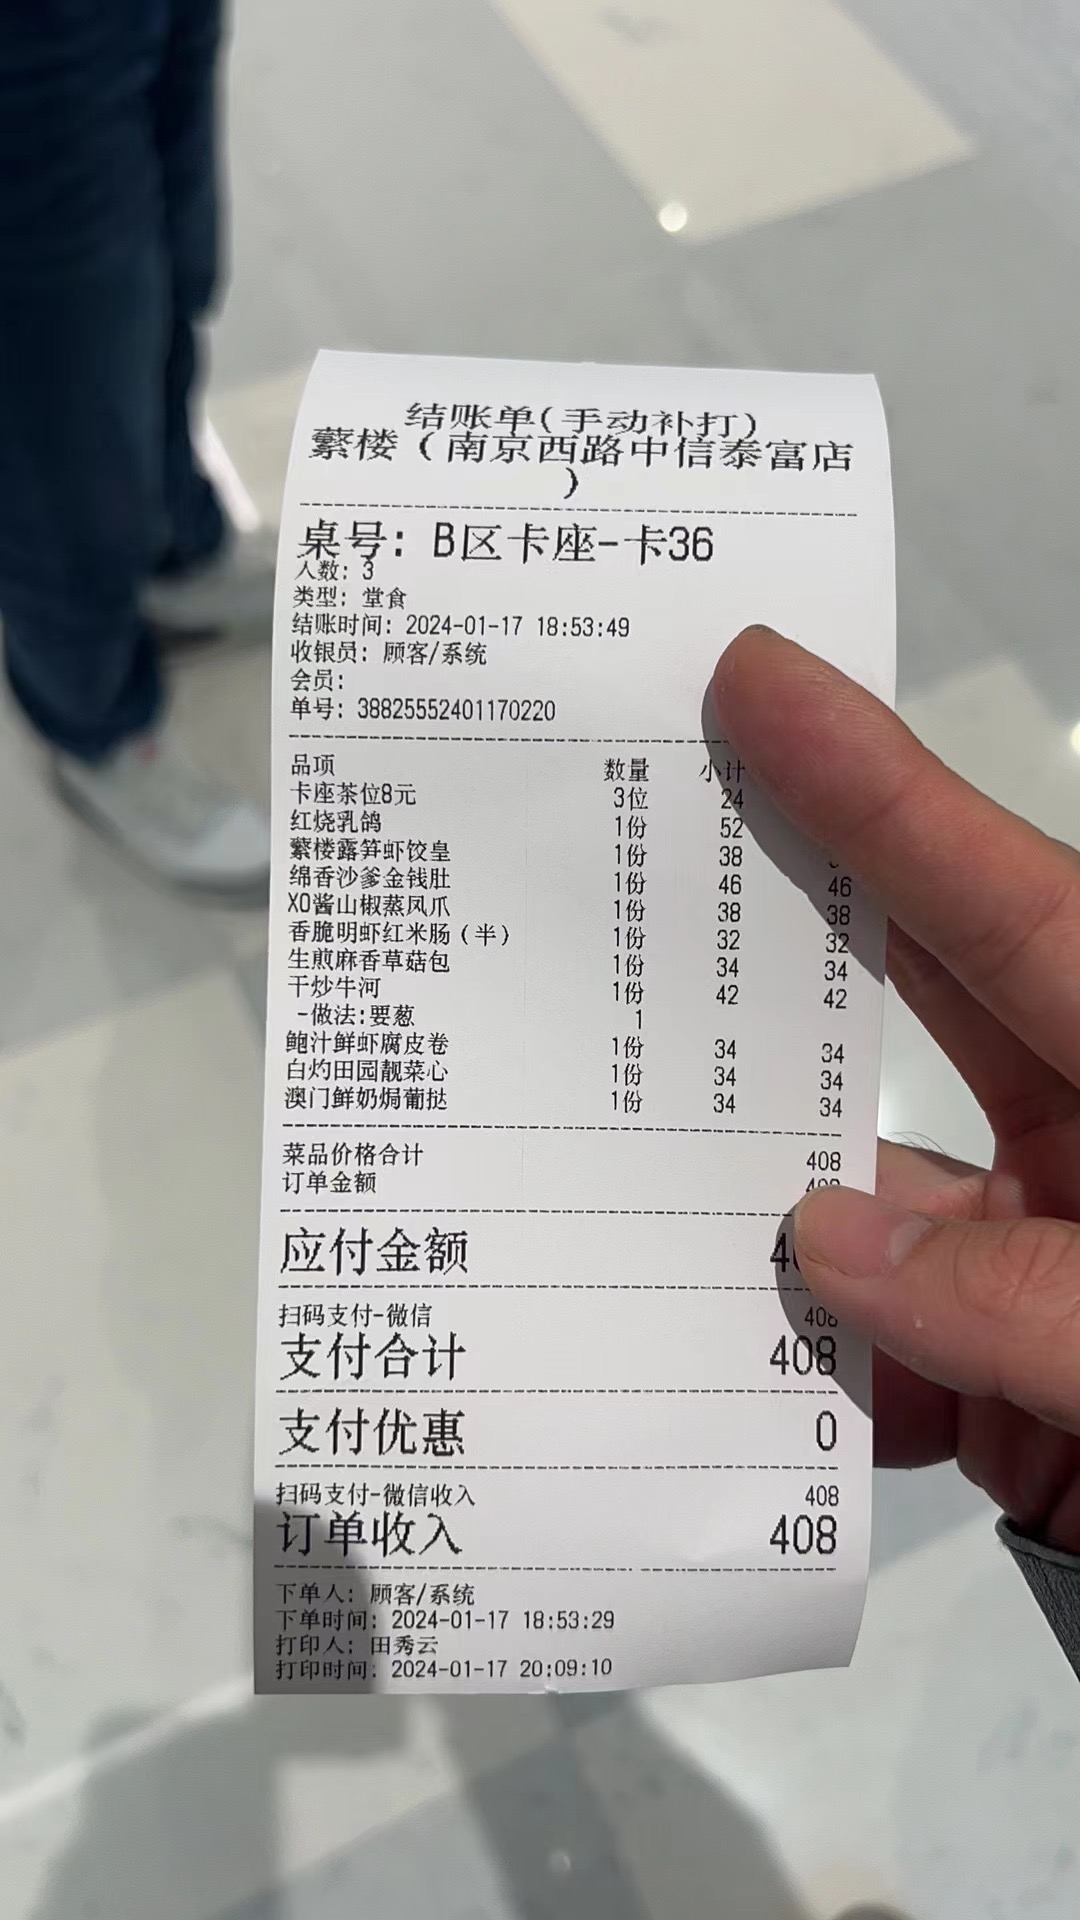 结账单(手动补打)
蘩楼（南京西路中信泰富店
）
桌号: B区卡座-卡36
人数: 3
类型: 堂食
结账时间: 2024-01-17 18:53:49
收银员: 顾客/系统
会员:
单号: 38825552401170220
品项 数量 小计
卡座茶位8元 3位 24
红烧乳鸽 1份 52
蘩楼露笋虾饺皇 1份 38
绵香沙爹金钱肚 1份 46 46
XO酱山椒蒸凤爪 1份 38 38
香脆明虾红米肠（半） 1份 32 32
生煎麻香草菇包 1份 34 34
干炒牛河 1份 42 42
-做法:要葱 1
鲍汁鲜虾腐皮卷 1份 34 34
白灼田园靓菜心 1份 34 34
澳门鲜奶焗葡挞 1份 34 34
菜品价格合计 408
订单金额
应付金额
扫码支付-微信 408
支付合计 408
支付优惠 0
扫码支付-微信收入 408
订单收入 408
下单人: 顾客/系统
下单时间: 2024-01-17 18:53:29
打印人: 田秀云
打印时间: 2024-01-17 20:09:10